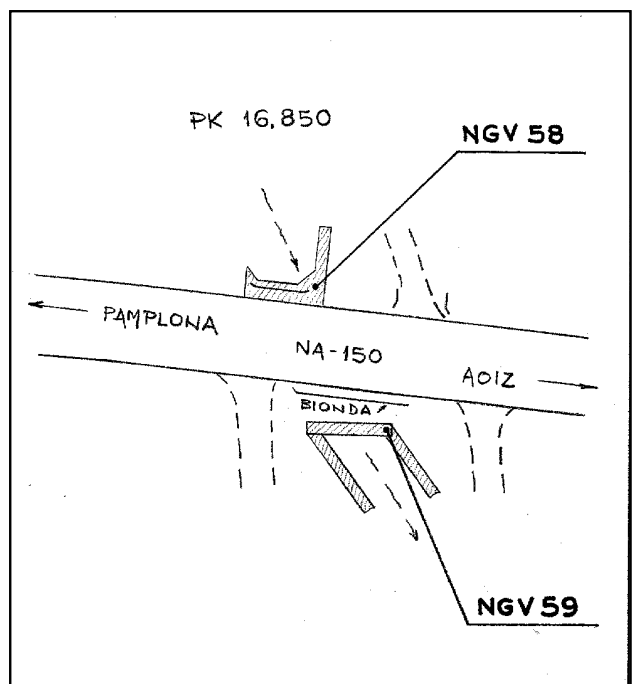 PK 16,850
NGV 58
PAMPLONA
NA-150
AOIZ
BIONDA
NGV 59